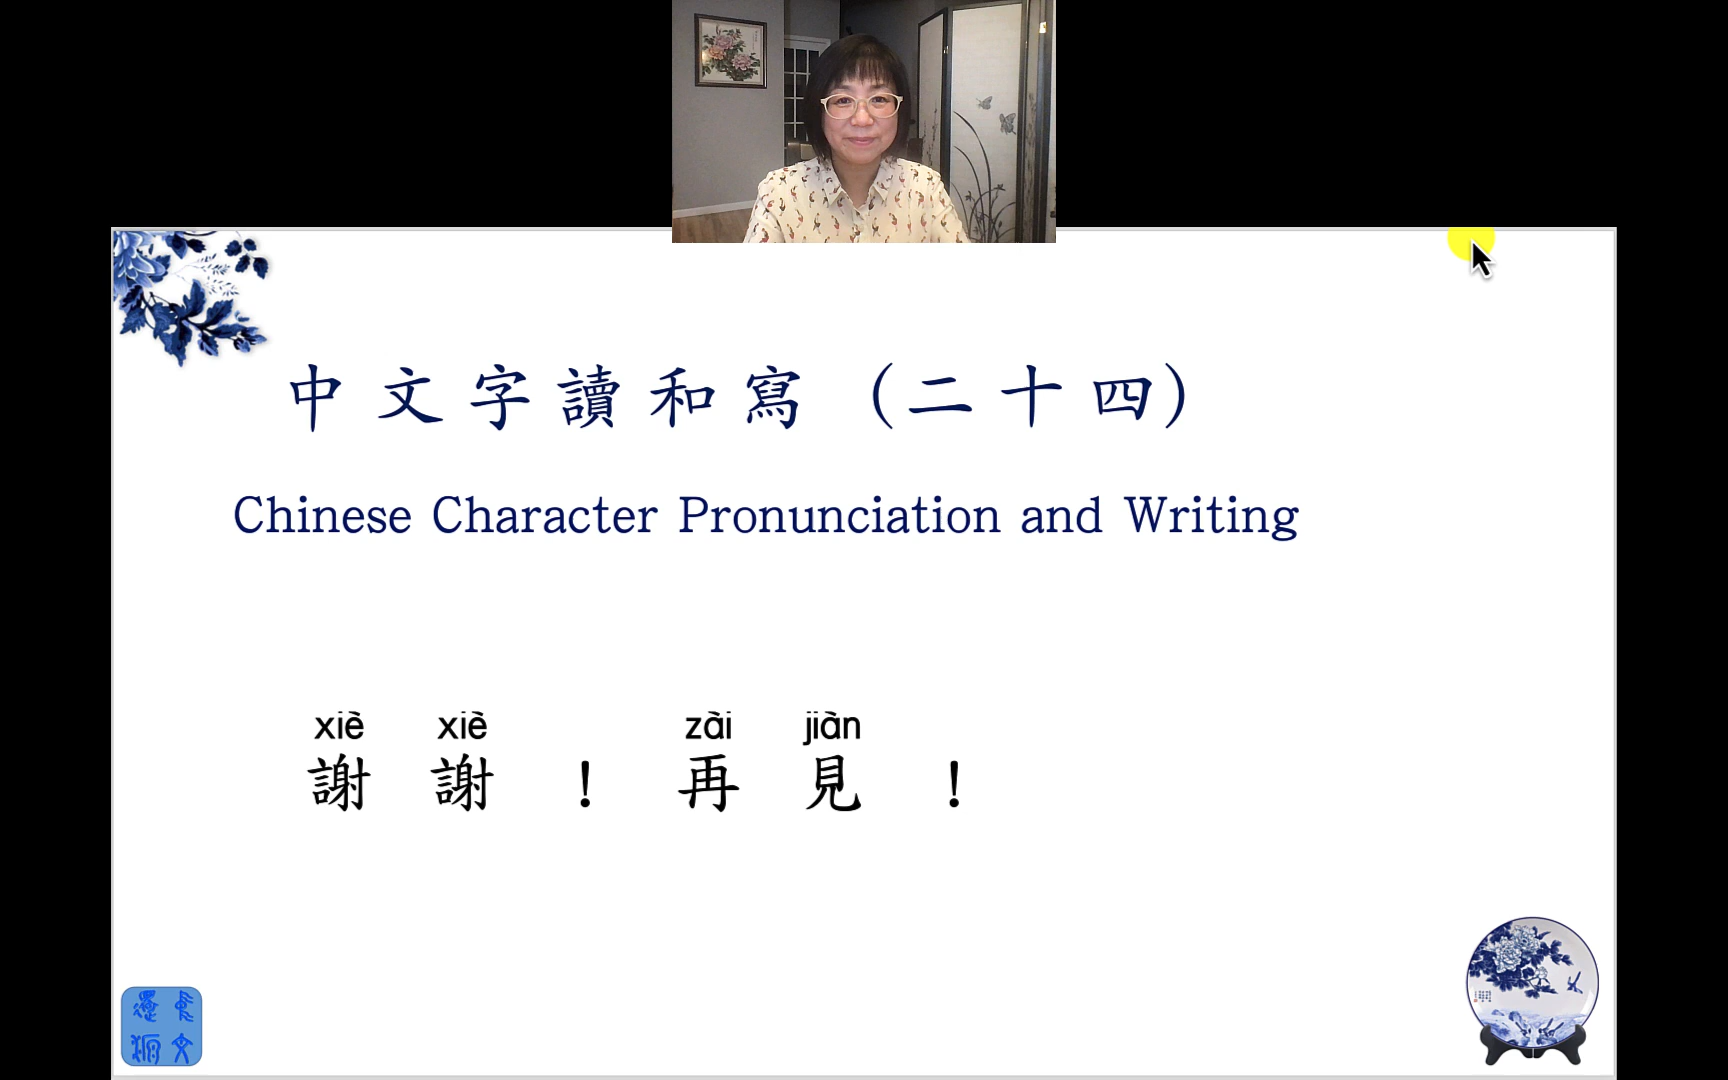 中文字讀和寫（二十四）
Chinese Character Pronunciation and Writing
xiè xiè zài jiàn
謝謝！再見！